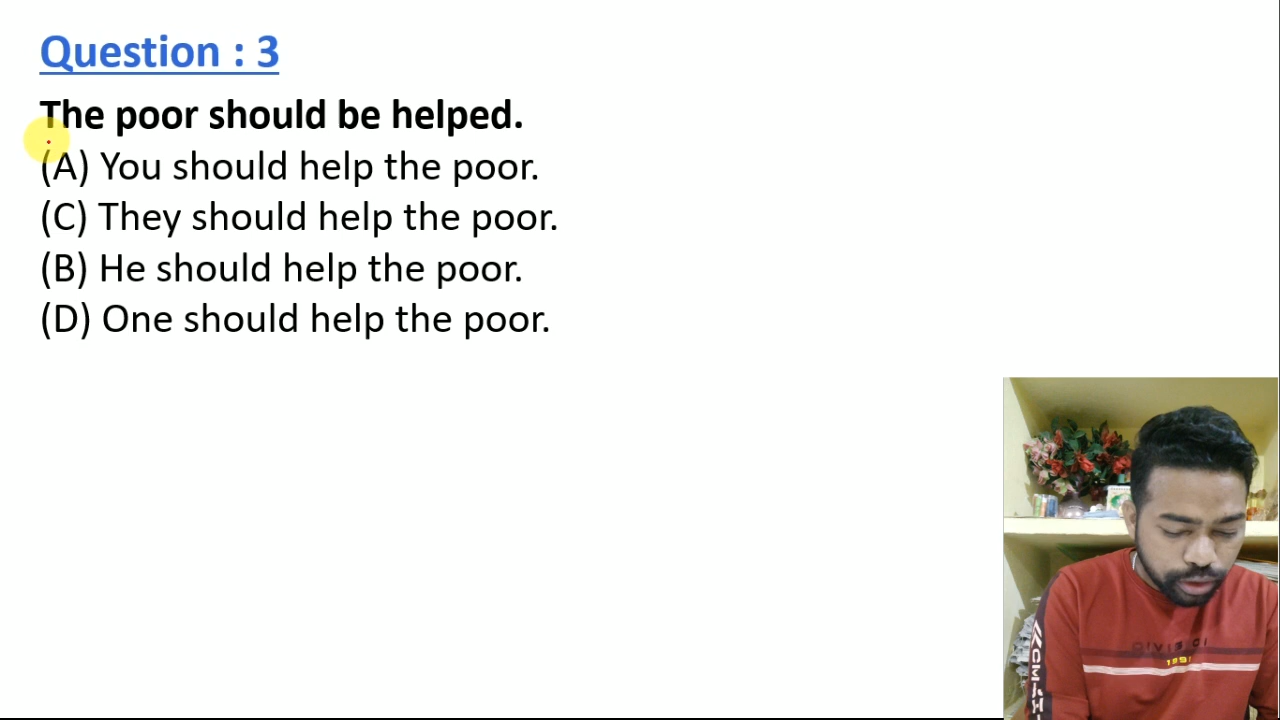 Question : 3
The poor should be helped.
(A) You should help the poor.
(C) They should help the poor.
(B) He should help the poor.
(D) One should help the poor.